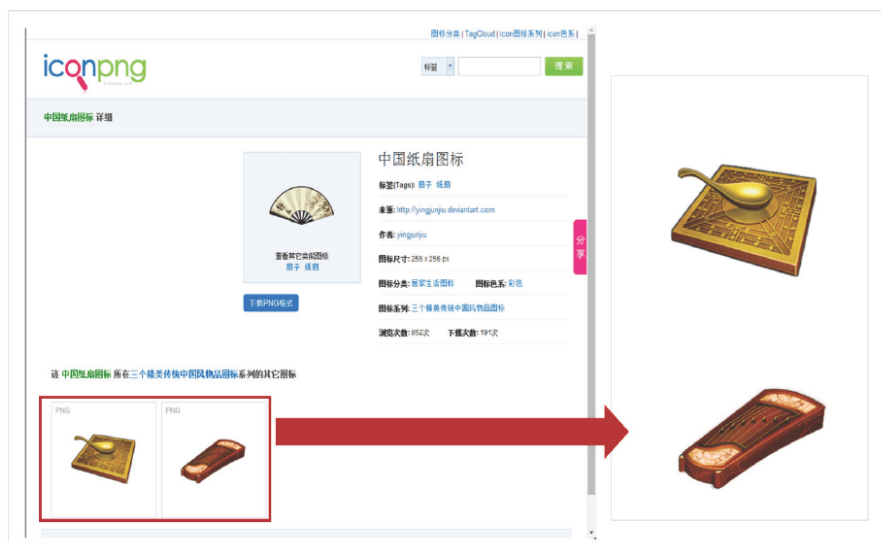 图标分类 | TagCloud | icon图标系列 | icon色系 |
iconpng
标签
搜索
中国纸扇图标 详细
中国纸扇图标
标签(Tags): 扇子 纸扇
来源: http://yingjunjiu.deviantart.com
作者: yingjunjiu
图标尺寸: 256 x 256 px
图标分类: 居家生活图标 图标色系: 彩色
图标系列: 三个精美传统中国风物品图标
浏览次数: 852次 下载次数: 191次
查看其它类似图标
扇子 纸扇
下载PNG格式
分享
该 中国纸扇图标 所在三个精美传统中国风物品图标系列的其它图标
PNG
PNG